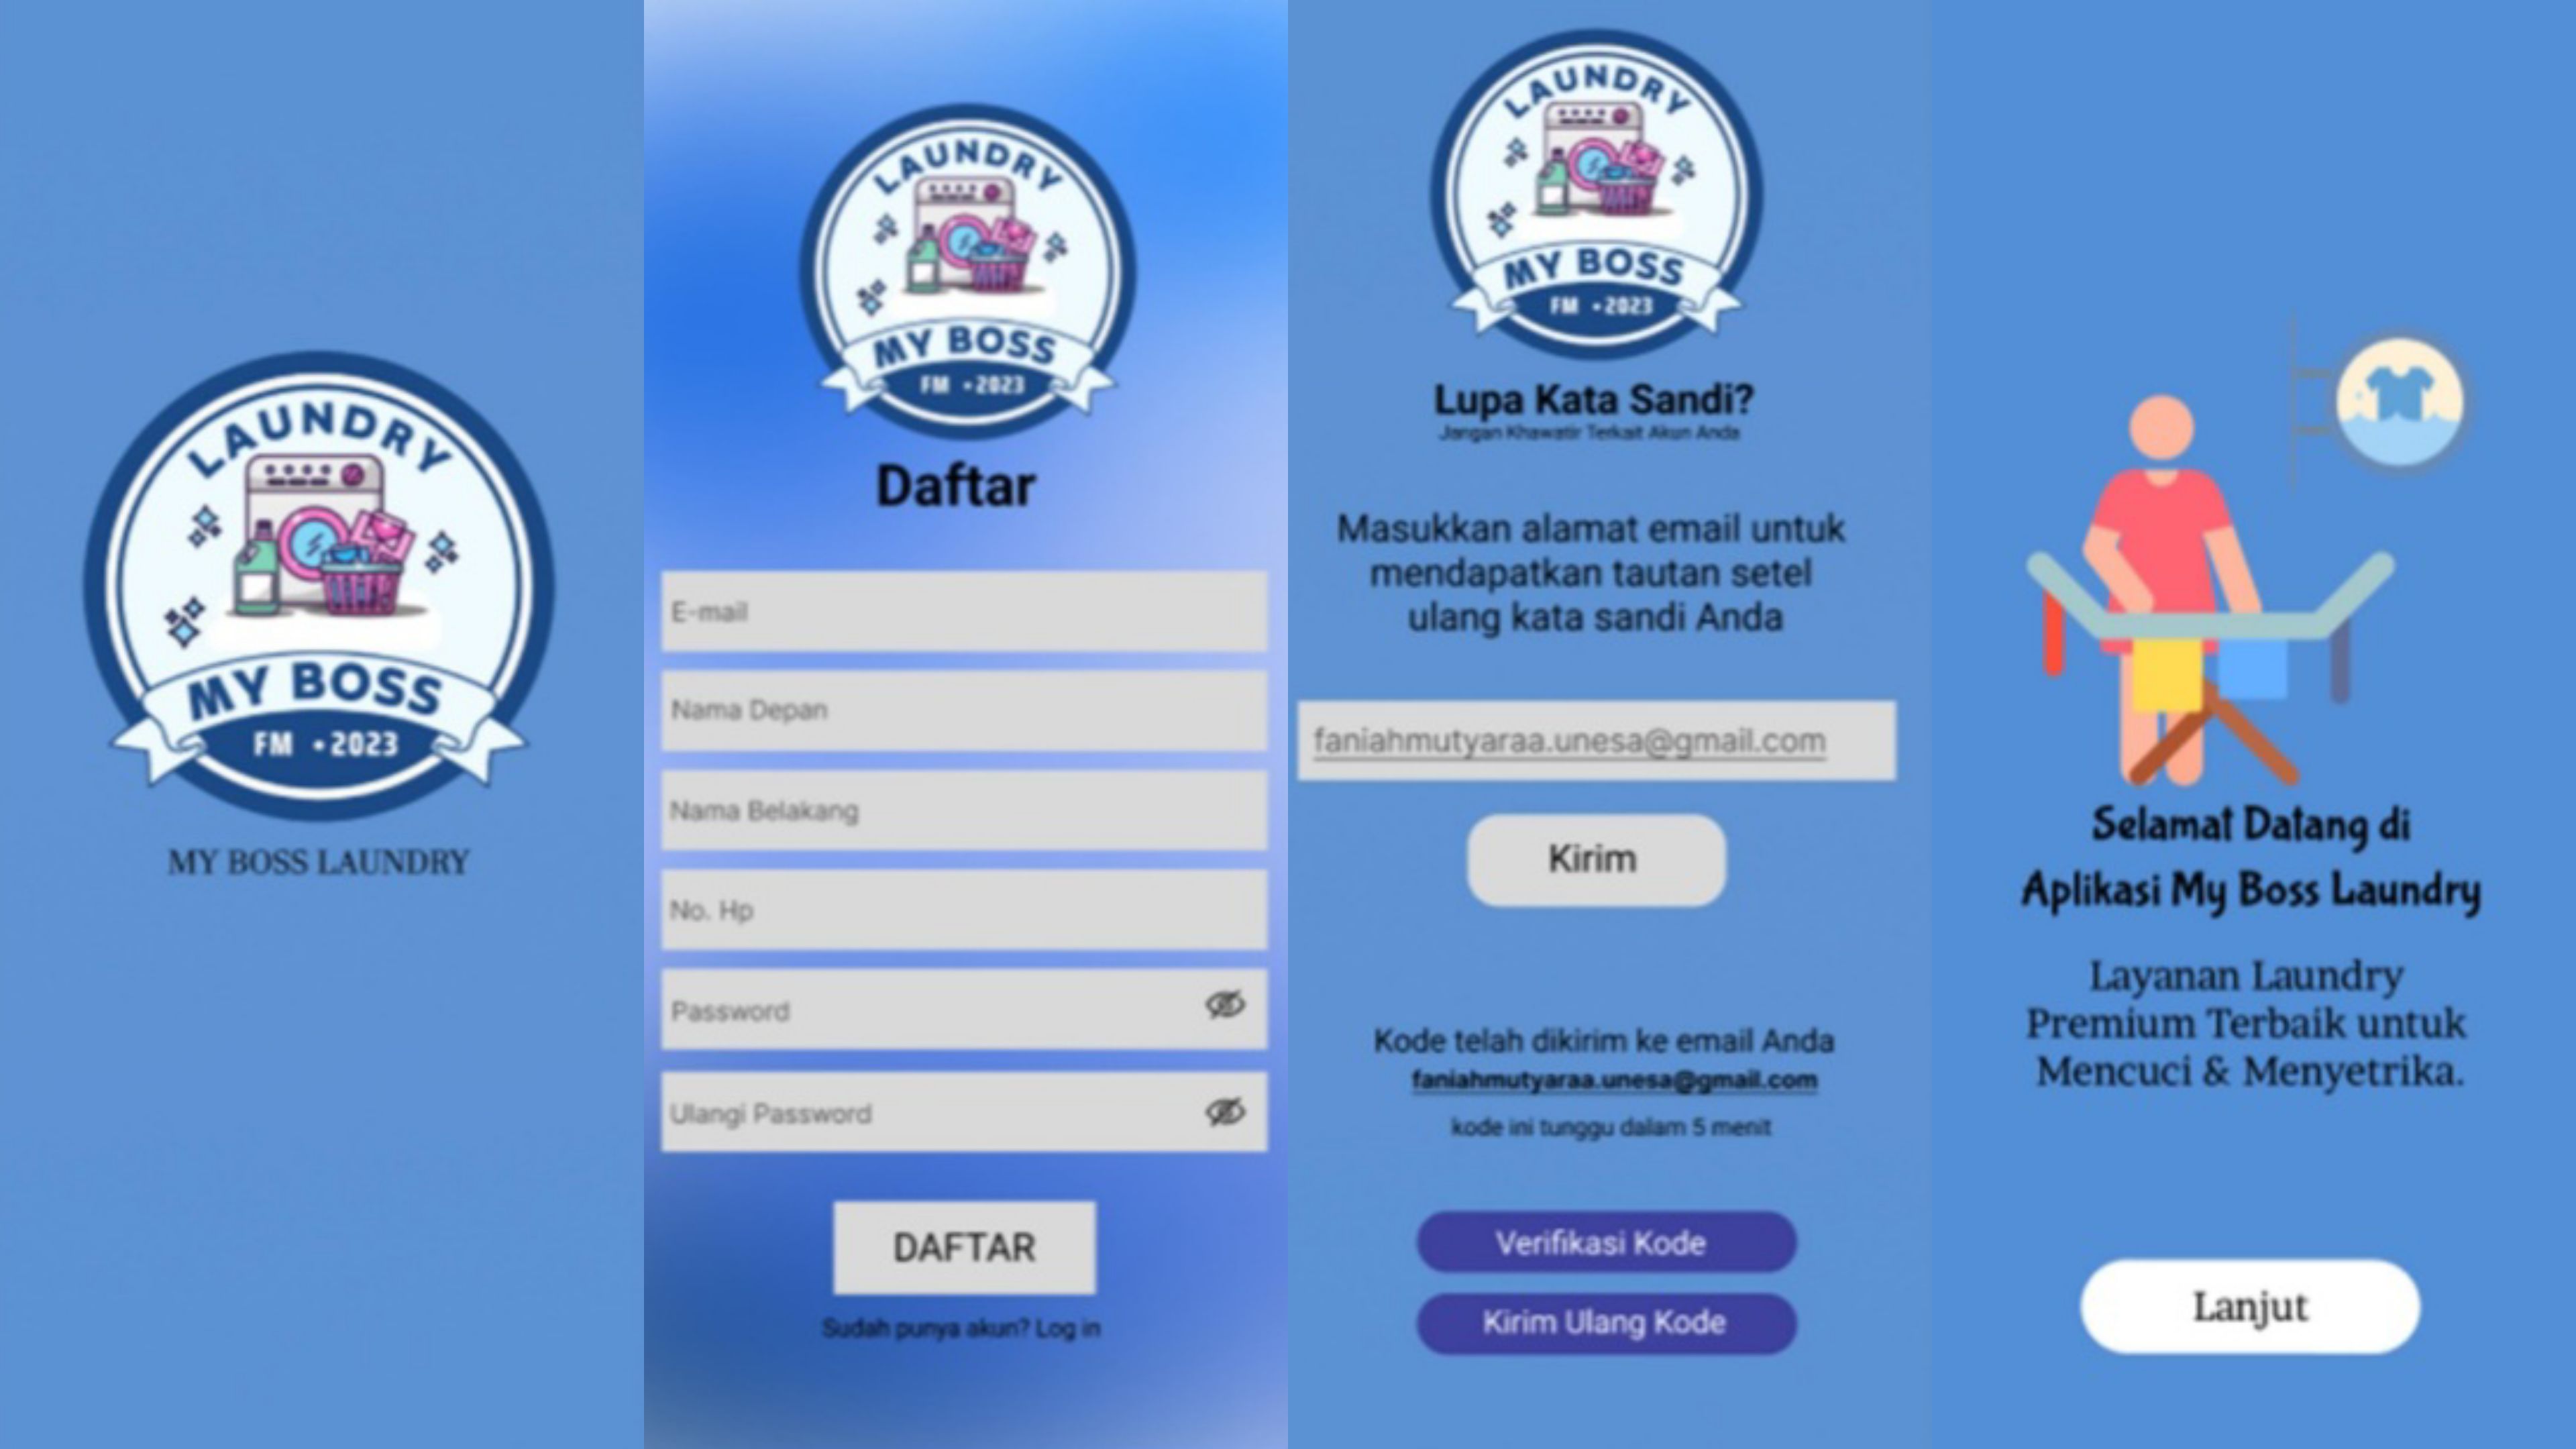 LAUNDRY
MY BOSS
FM • 2023
MY BOSS LAUNDRY
LAUNDRY
MY BOSS
FM • 2023
Daftar
E-mail
Nama Depan
Nama Belakang
No. Hp
Password
Ulangi Password
DAFTAR
Sudah punya akun? Log in
LAUNDRY
MY BOSS
FM • 2023
Lupa Kata Sandi?
Jangan Khawatir Terkait Akun Anda
Masukkan alamat email untuk
mendapatkan tautan setel
ulang kata sandi Anda
faniahmutyaraa.unesa@gmail.com
Kirim
Kode telah dikirim ke email Anda
faniahmutyaraa.unesa@gmail.com
kode ini tunggu dalam 5 menit
Verifikasi Kode
Kirim Ulang Kode
Selamat Datang di
Aplikasi My Boss Laundry
Layanan Laundry
Premium Terbaik untuk
Mencuci & Menyetrika.
Lanjut